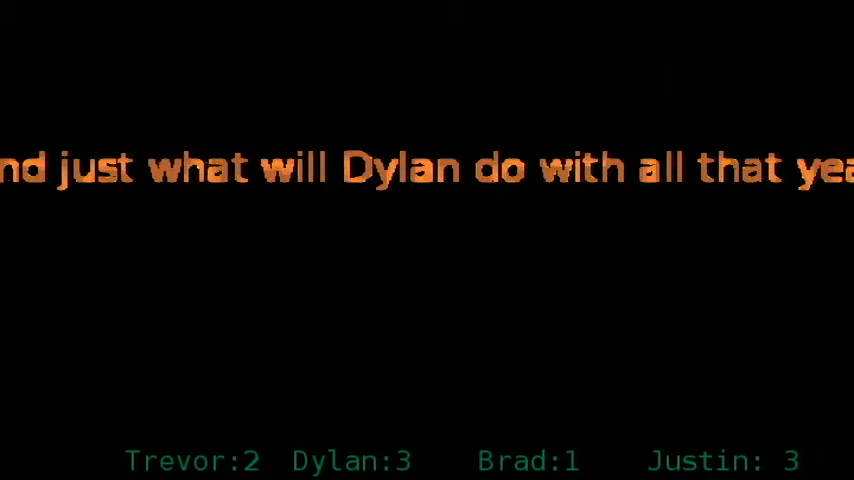 nd just what will Dylan do with all that yea
Trevor:2 Dylan:3 Brad:1 Justin: 3